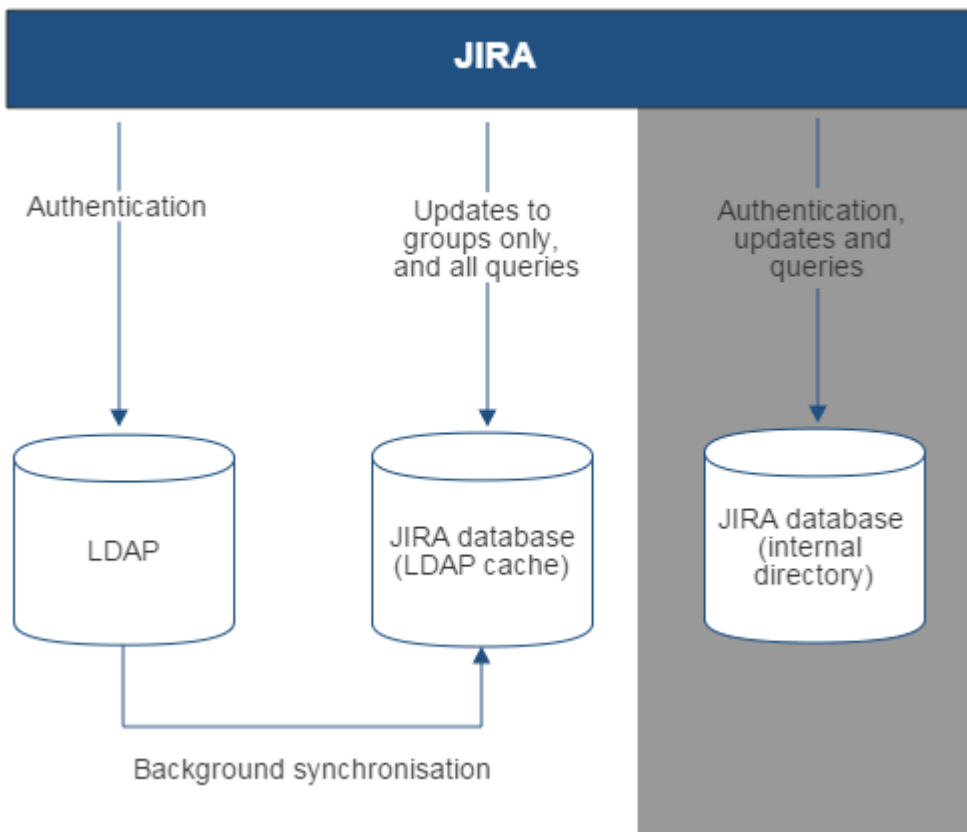 JIRA
Authentication
Updates to
groups only,
and all queries
Authentication,
updates and
queries
LDAP
JIRA database
(LDAP cache)
JIRA database
(internal
directory)
Background synchronisation